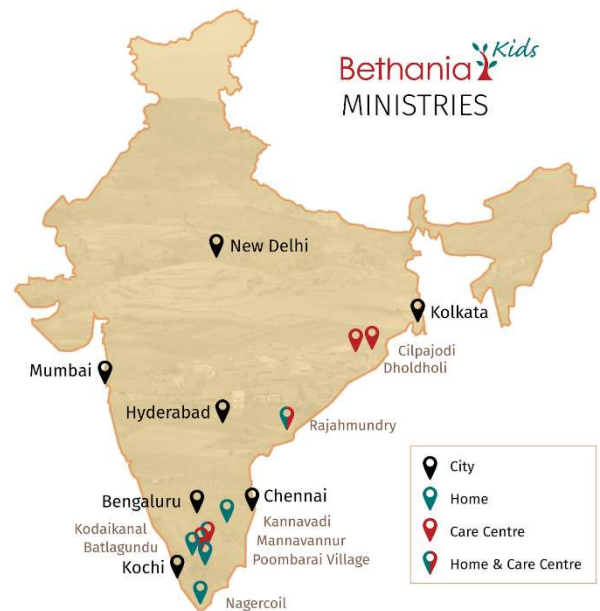 Bethania Kids
MINISTRIES
New Delhi
Kolkata
Cilpajodi
Dholdholi
Mumbai
Hyderabad
Rajahmundry
Bengaluru
Chennai
Kodaikanal
Batlagundu
Kannavadi
Mannavannur
Poombarai Village
Kochi
Nagercoil
City
Home
Care Centre
Home & Care Centre